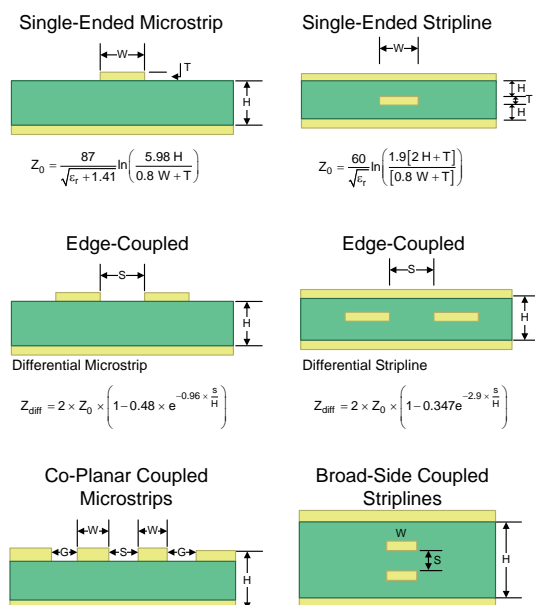 Single-Ended Microstrip
W
T
H
Z₀ = 87/√(εr + 1.41) ln(5.98 H/(0.8 W + T))
Single-Ended Stripline
W
H
T
H
Z₀ = 60/√εr ln(1.9[2 H + T]/[0.8 W + T])
Edge-Coupled
S
H
Differential Microstrip
Zdiff = 2 × Z₀ × (1 − 0.48 × e^(−0.96 × s/H))
Edge-Coupled
S
H
Differential Stripline
Zdiff = 2 × Z₀ × (1 − 0.347e^(−2.9 × s/H))
Co-Planar Coupled
Microstrips
W
W
G
S
G
H
Broad-Side Coupled
Striplines
W
S
H